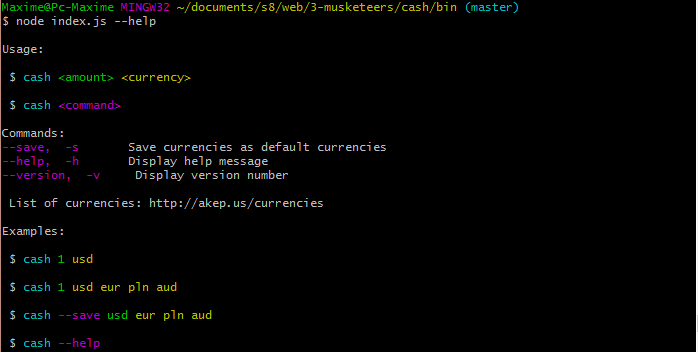 Maxime@Pc-Maxime MINGW32 ~/documents/s8/web/3-musketeers/cash/bin (master)
$ node index.js --help
Usage:
$ cash <amount> <currency>
$ cash <command>
Commands:
--save, -s Save currencies as default currencies
--help, -h Display help message
--version, -v Display version number
List of currencies: http://akep.us/currencies
Examples:
$ cash 1 usd
$ cash 1 usd eur pln aud
$ cash --save usd eur pln aud
$ cash --help